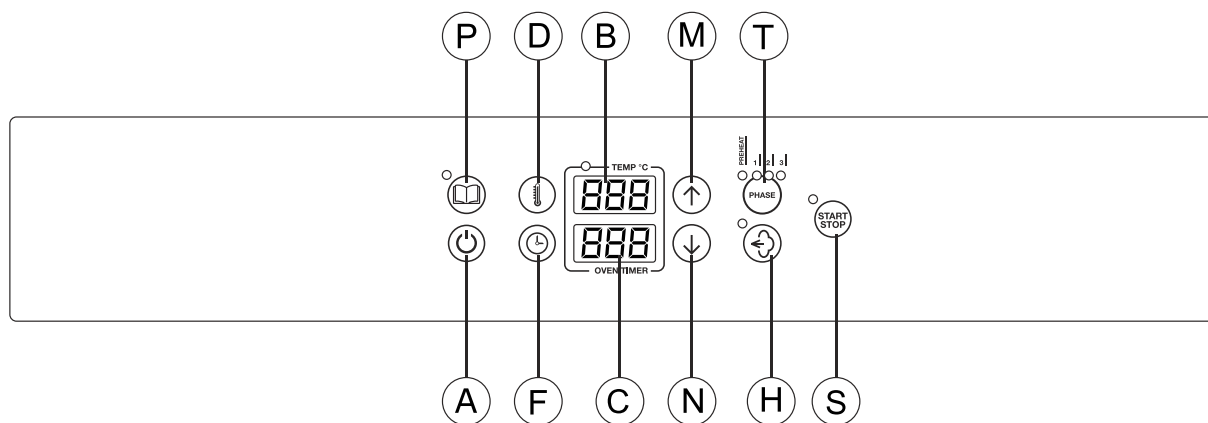 P D B M T
PREHEAT
1 2 3
TEMP °C
888
PHASE
START
STOP
888
OVEN TIMER
A F C N H S